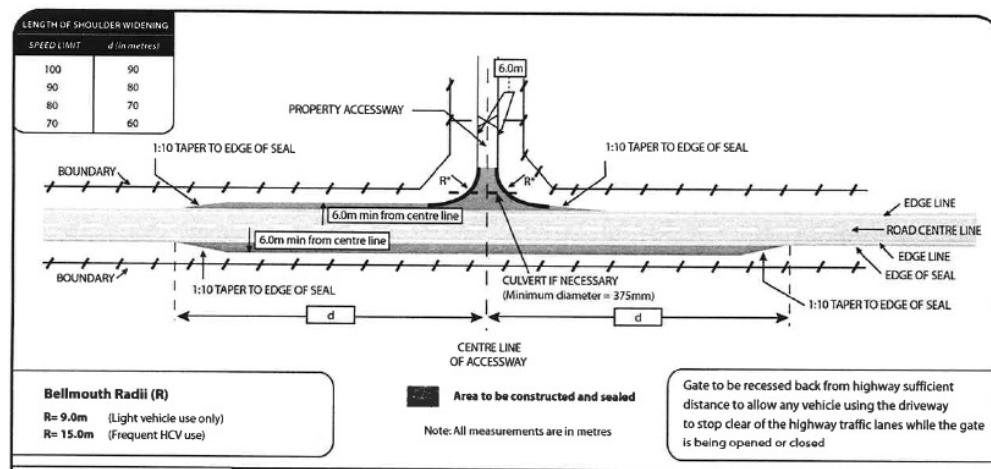 LENGTH OF SHOULDER WIDENING
SPEED LIMIT d (in metres)
100 90
90 80
80 70
70 60
6.0m
PROPERTY ACCESSWAY
1:10 TAPER TO EDGE OF SEAL
1:10 TAPER TO EDGE OF SEAL
BOUNDARY
R*
R*
EDGE LINE
6.0m min from centre line
ROAD CENTRE LINE
6.0m min from centre line
EDGE LINE
EDGE OF SEAL
BOUNDARY
1:10 TAPER TO EDGE OF SEAL
CULVERT IF NECESSARY
(Minimum diameter = 375mm)
1:10 TAPER TO EDGE OF SEAL
d
d
CENTRE LINE
OF ACCESSWAY
Bellmouth Radii (R)
R= 9.0m (Light vehicle use only)
R= 15.0m (Frequent HCV use)
Area to be constructed and sealed
Note: All measurements are in metres
Gate to be recessed back from highway sufficient
distance to allow any vehicle using the driveway
to stop clear of the highway traffic lanes while the gate
is being opened or closed